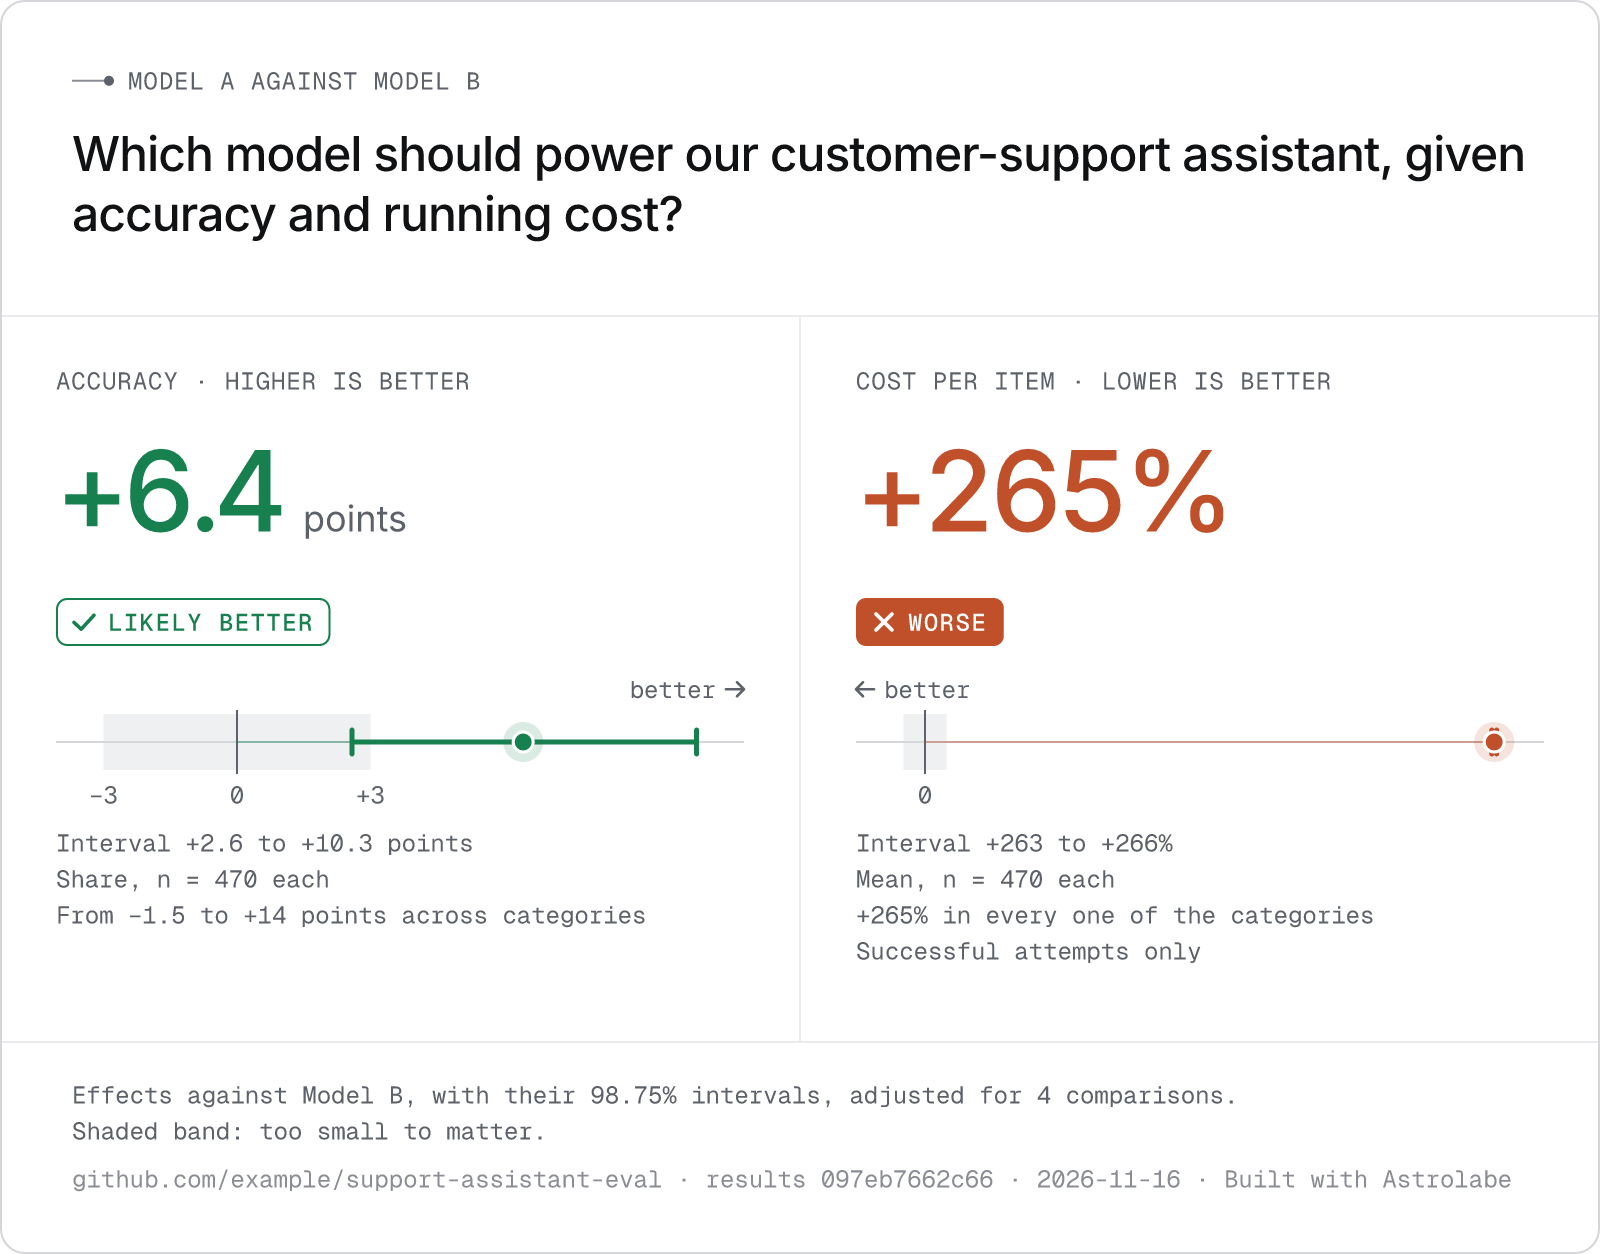 MODEL A AGAINST MODEL B
Which model should power our customer-support assistant, given
accuracy and running cost?
ACCURACY · HIGHER IS BETTER
+6.4 points
LIKELY BETTER
better →
−3 0 +3
Interval +2.6 to +10.3 points
Share, n = 470 each
From −1.5 to +14 points across categories
COST PER ITEM · LOWER IS BETTER
+265%
WORSE
← better
0
Interval +263 to +266%
Mean, n = 470 each
+265% in every one of the categories
Successful attempts only
Effects against Model B, with their 98.75% intervals, adjusted for 4 comparisons.
Shaded band: too small to matter.
github.com/example/support-assistant-eval · results 097eb7662c66 · 2026-11-16 · Built with Astrolabe